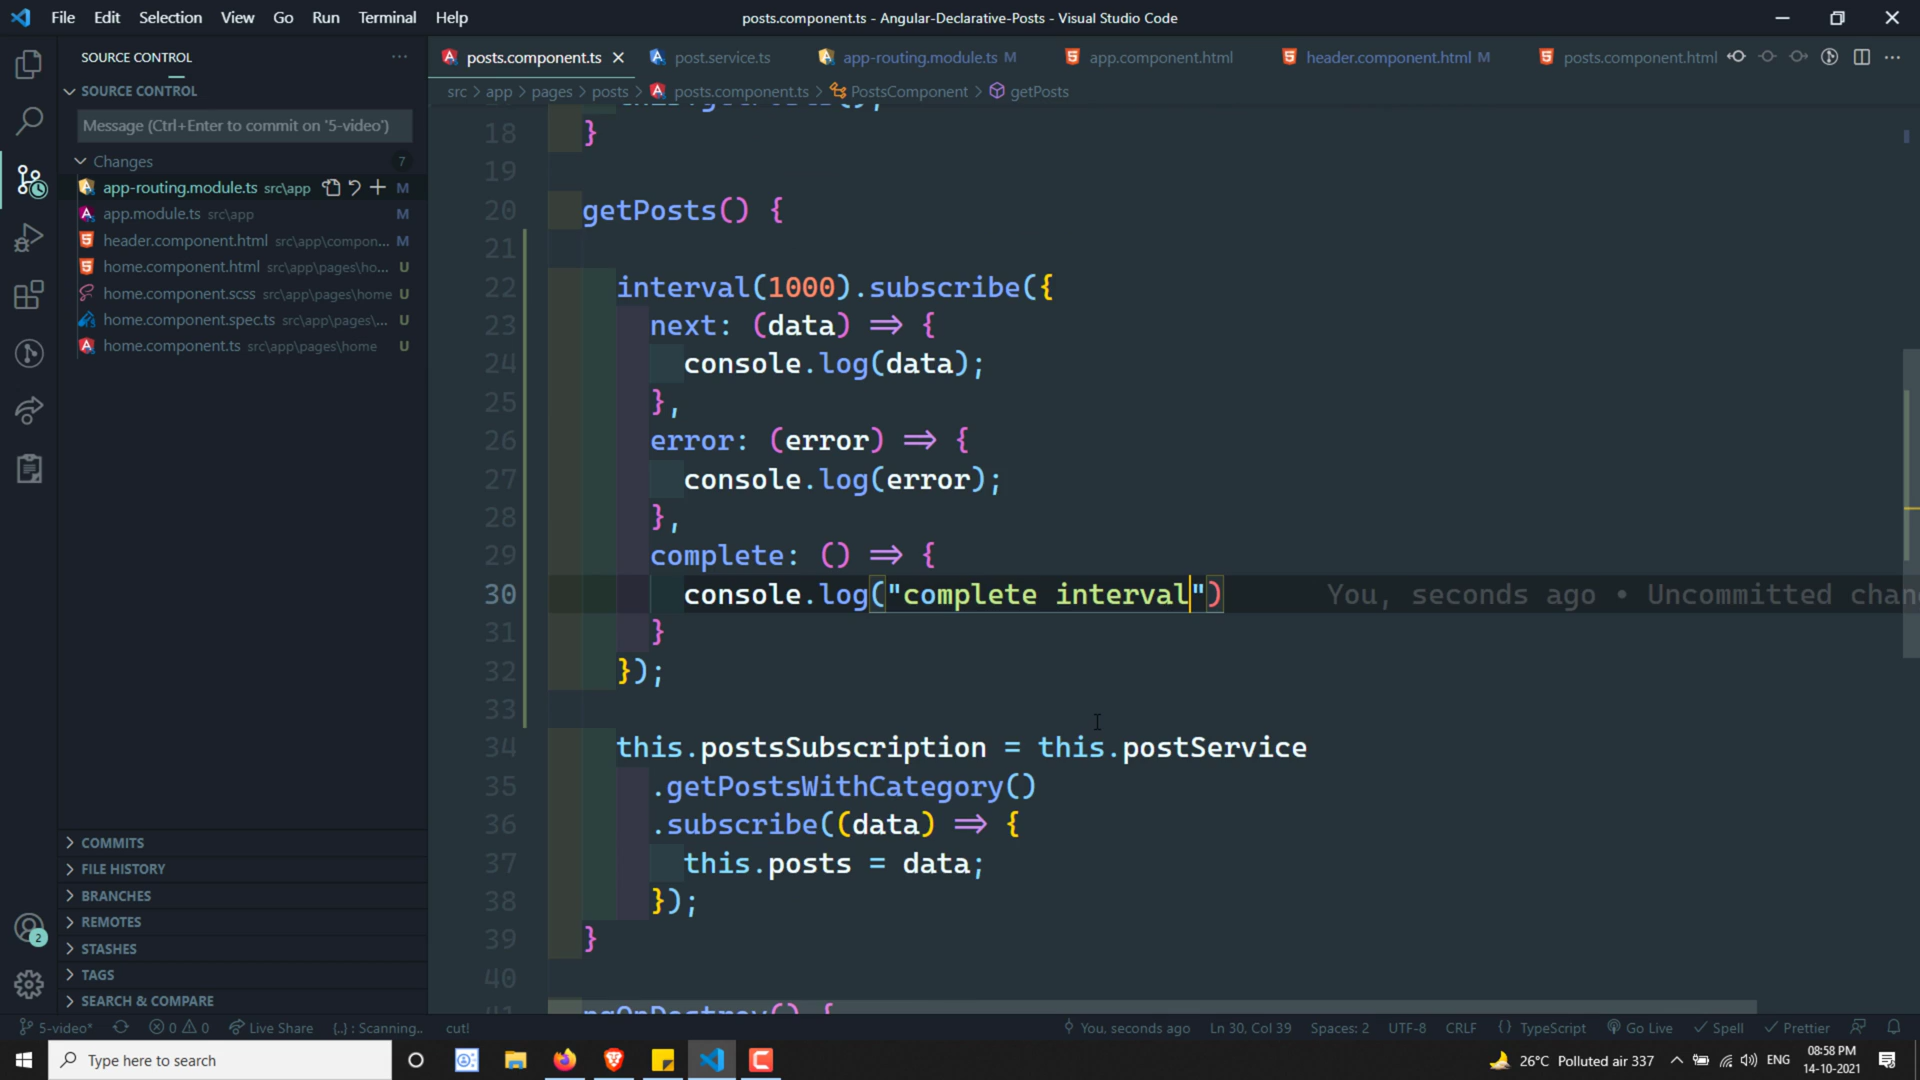 File Edit Selection View Go Run Terminal Help
posts.component.ts - Angular-Declarative-Posts - Visual Studio Code
SOURCE CONTROL
posts.component.ts
post.service.ts
app-routing.module.ts M
app.component.html
header.component.html M
posts.component.html
SOURCE CONTROL
src > app > pages > posts > posts.component.ts > PostsComponent > getPosts
Message (Ctrl+Enter to commit on '5-video')
Changes 7
app-routing.module.ts src\app M
app.module.ts src\app M
header.component.html src\app\compon... M
home.component.html src\app\pages\ho... U
home.component.scss src\app\pages\home U
home.component.spec.ts src\app\pages\... U
home.component.ts src\app\pages\home U
COMMITS
FILE HISTORY
BRANCHES
REMOTES
STASHES
TAGS
SEARCH & COMPARE
2
18 }
19
20 getPosts() {
21
22 interval(1000).subscribe({
23 next: (data) => {
24 console.log(data);
25 },
26 error: (error) => {
27 console.log(error);
28 },
29 complete: () => {
30 console.log("complete interval") You, seconds ago • Uncommitted chan
31 }
32 });
33
34 this.postsSubscription = this.postService
35 .getPostsWithCategory()
36 .subscribe((data) => {
37 this.posts = data;
38 });
39 }
40
41 ngOnDestroy() {
5-video* 0 0 Live Share {..} : Scanning.. cut! You, seconds ago Ln 30, Col 39 Spaces: 2 UTF-8 CRLF TypeScript Go Live Spell Prettier
Type here to search
26°C Polluted air 337 ENG
08:58 PM
14-10-2021